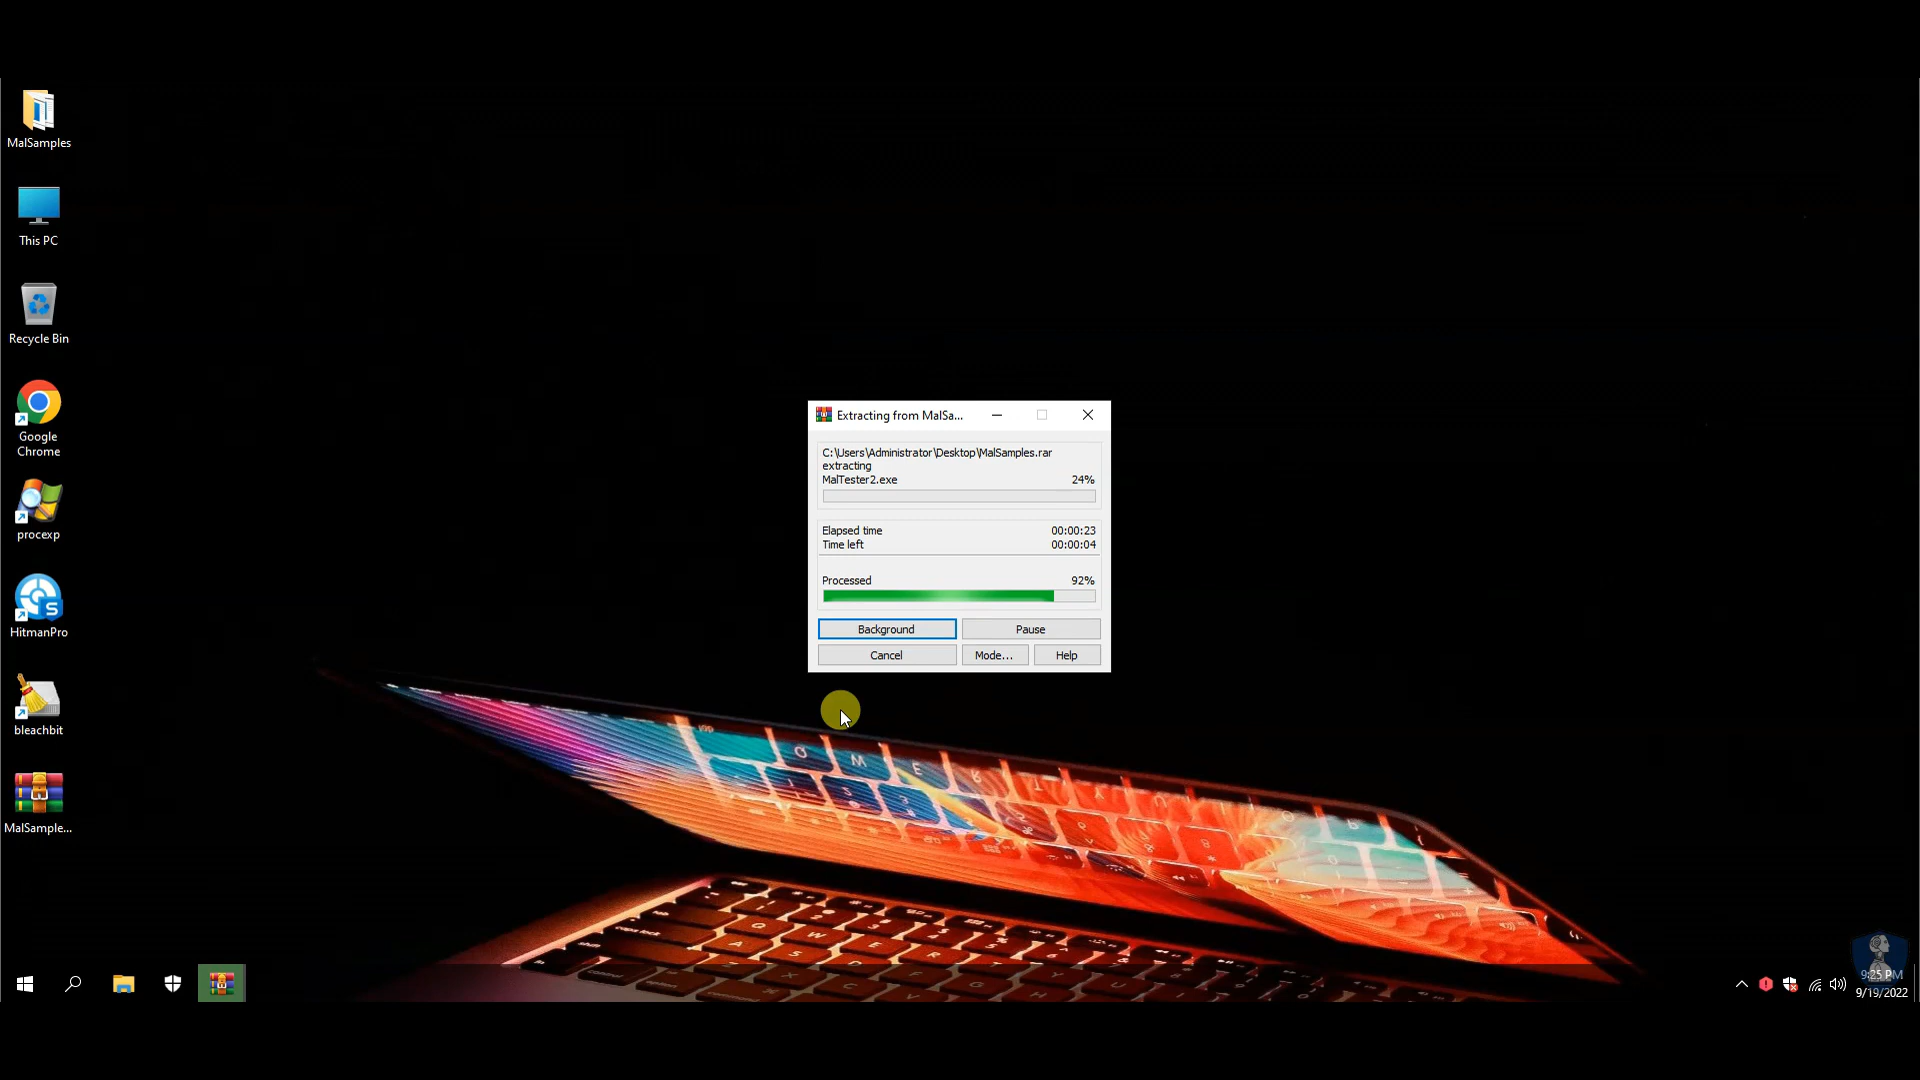 MalSamples
This PC
Recycle Bin
Google
Chrome
procexp
HitmanPro
bleachbit
MalSample...
Extracting from MalSa...
C:\Users\Administrator\Desktop\MalSamples.rar
extracting
MalTester2.exe 24%
Elapsed time 00:00:23
Time left 00:00:04
Processed 92%
Background Pause
Cancel Mode... Help
9:25 PM
9/19/2022